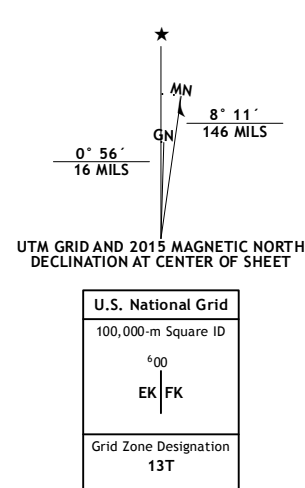 ★
MN
GN
8° 11´
146 MILS
0° 56´
16 MILS
UTM GRID AND 2015 MAGNETIC NORTH
DECLINATION AT CENTER OF SHEET
U.S. National Grid
100,000-m Square ID
⁶00
EK FK
Grid Zone Designation
13T